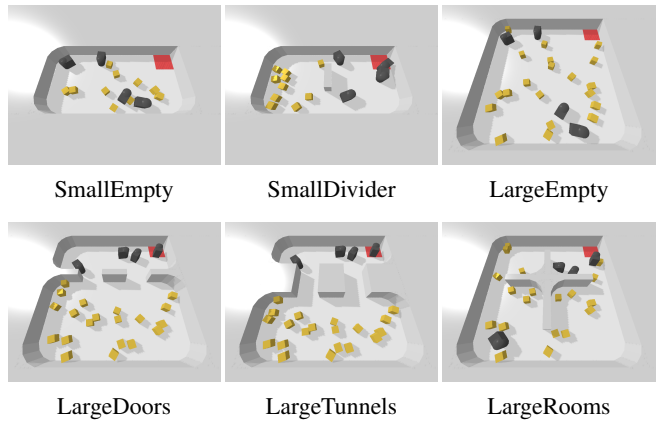 SmallEmpty
SmallDivider
LargeEmpty
LargeDoors
LargeTunnels
LargeRooms